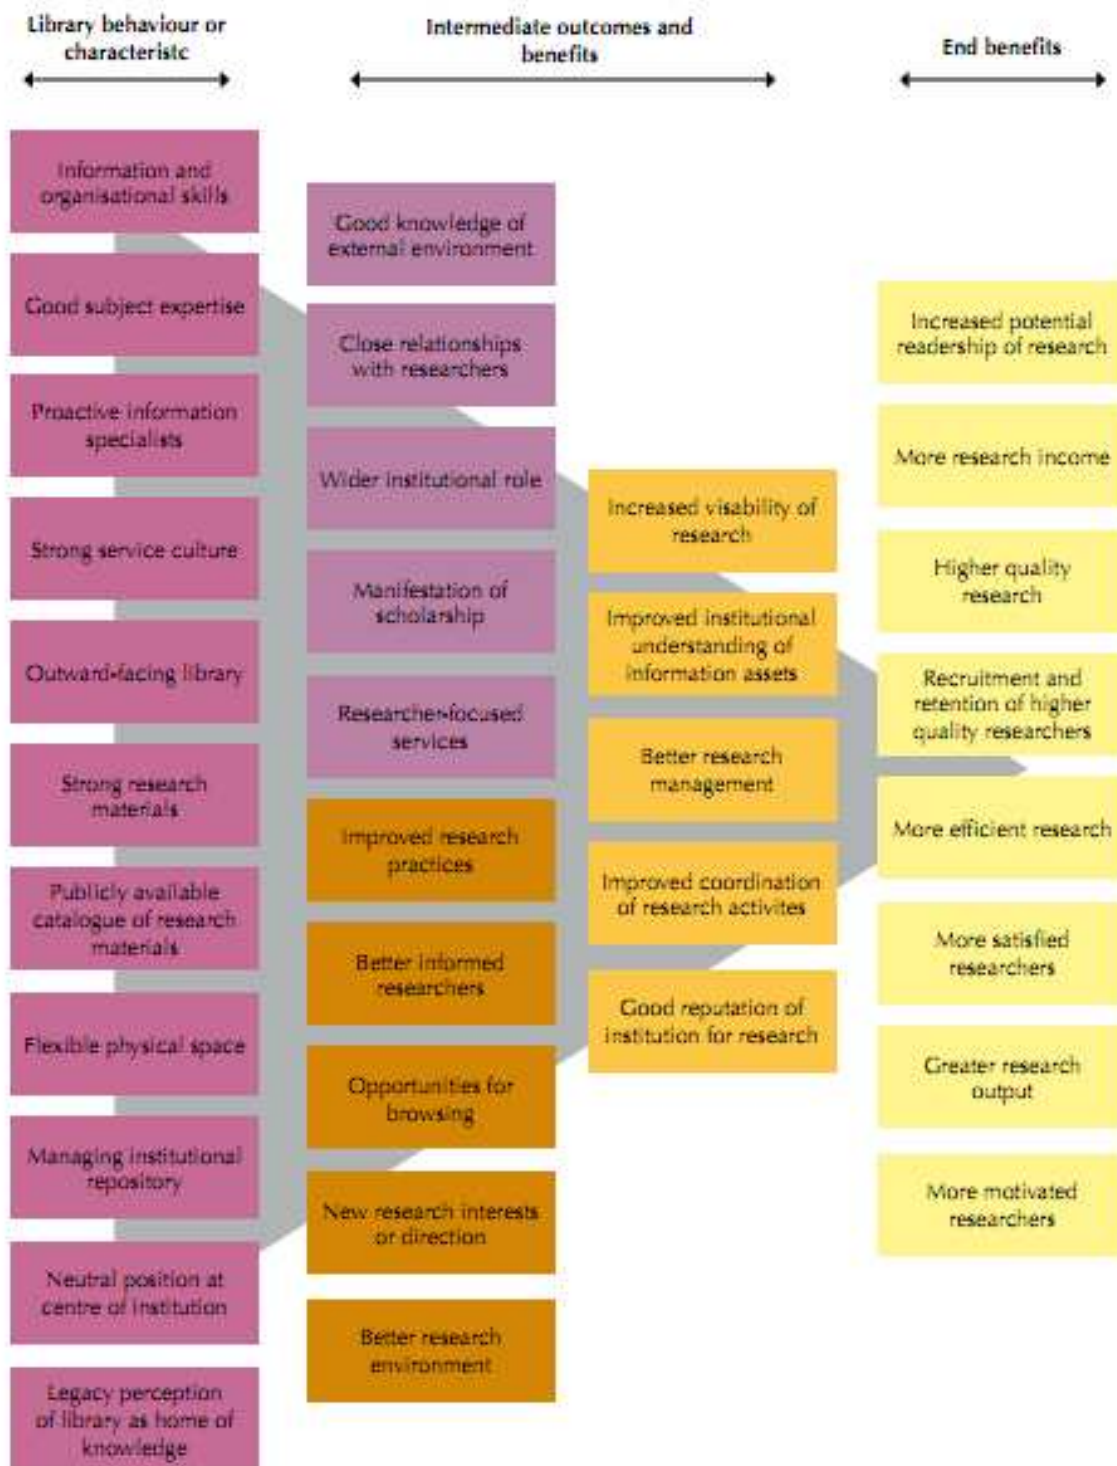 Library behaviour or
characteristc
Intermediate outcomes and
benefits
End benefits
Information and
organisational skills
Good subject expertise
Proactive information
specialists
Strong service culture
Outward-facing library
Strong research
materials
Publicly available
catalogue of research
materials
Flexible physical space
Managing institutional
repository
Neutral position at
centre of institution
Legacy perception
of library as home of
knowledge
Good knowledge of
external environment
Close relationships
with researchers
Wider institutional role
Manifestation of
scholarship
Researcher-focused
services
Improved research
practices
Better informed
researchers
Opportunities for
browsing
New research interests
or direction
Better research
environment
Increased visability of
research
Improved institutional
understanding of
information assets
Better research
management
Improved coordination
of research activites
Good reputation of
institution for research
Increased potential
readership of research
More research income
Higher quality
research
Recruitment and
retention of higher
quality researchers
More efficient research
More satisfied
researchers
Greater research
output
More motivated
researchers